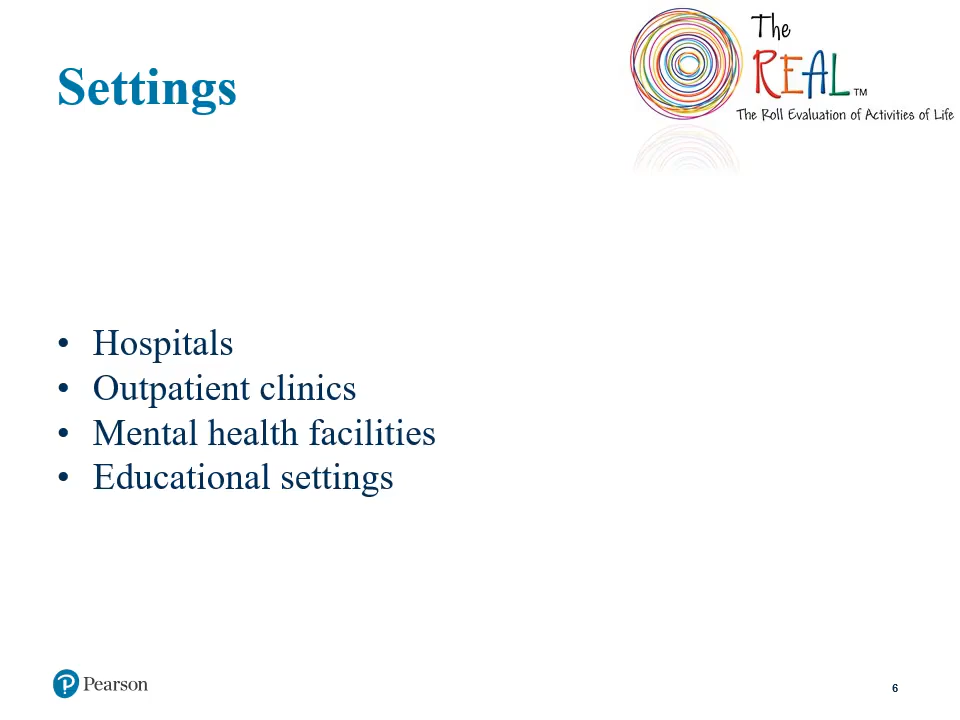 The
REAL™
The Roll Evaluation of Activities of Life
Settings
• Hospitals
• Outpatient clinics
• Mental health facilities
• Educational settings
Pearson
6